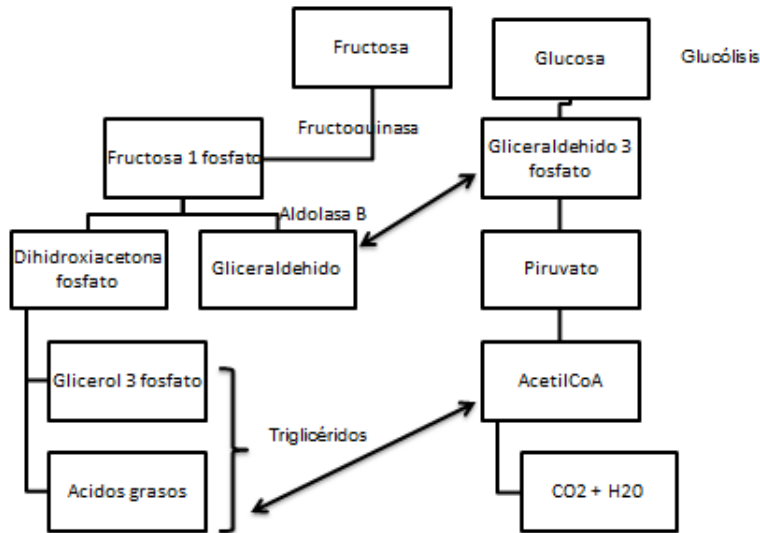 Fructosa
Glucosa
Glucólisis
Fructoquinasa
Fructosa 1 fosfato
Gliceraldehido 3
fosfato
Aldolasa B
Dihidroxiacetona
fosfato
Gliceraldehido
Piruvato
Glicerol 3 fosfato
AcetilCoA
Triglicéridos
Acidos grasos
CO2 + H20